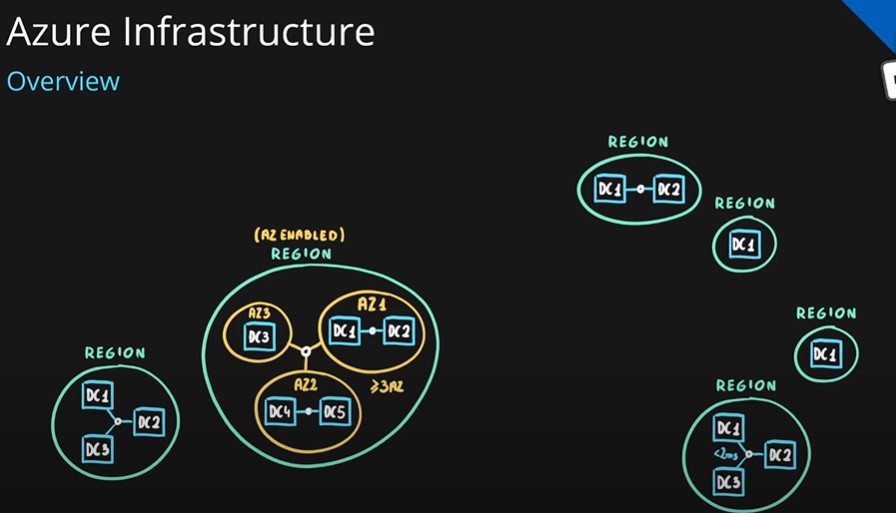 Azure Infrastructure
Overview
REGION
DC1
DC2
DC3
(AZ ENABLED)
REGION
AZ3
DC3
AZ1
DC1
DC2
AZ2
DC4
DC5
≥3AZ
REGION
DC1
DC2
REGION
DC1
REGION
DC1
REGION
DC1
<2ms
DC2
DC3